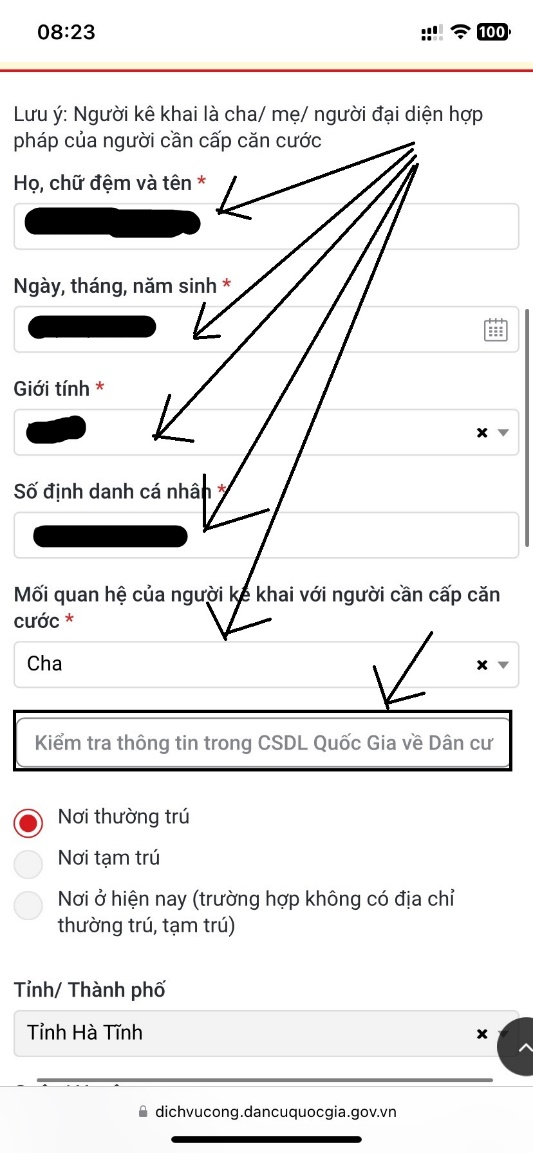 08:23
100
Lưu ý: Người kê khai là cha/ mẹ/ người đại diện hợp
pháp của người cần cấp căn cước
Họ, chữ đệm và tên *
Ngày, tháng, năm sinh *
Giới tính *
Số định danh cá nhân *
Mối quan hệ của người kê khai với người cần cấp căn
cước *
Cha
Kiểm tra thông tin trong CSDL Quốc Gia về Dân cư
Nơi thường trú
Nơi tạm trú
Nơi ở hiện nay (trường hợp không có địa chỉ
thường trú, tạm trú)
Tỉnh/ Thành phố
Tỉnh Hà Tĩnh
dichvucong.dancuquocgia.gov.vn